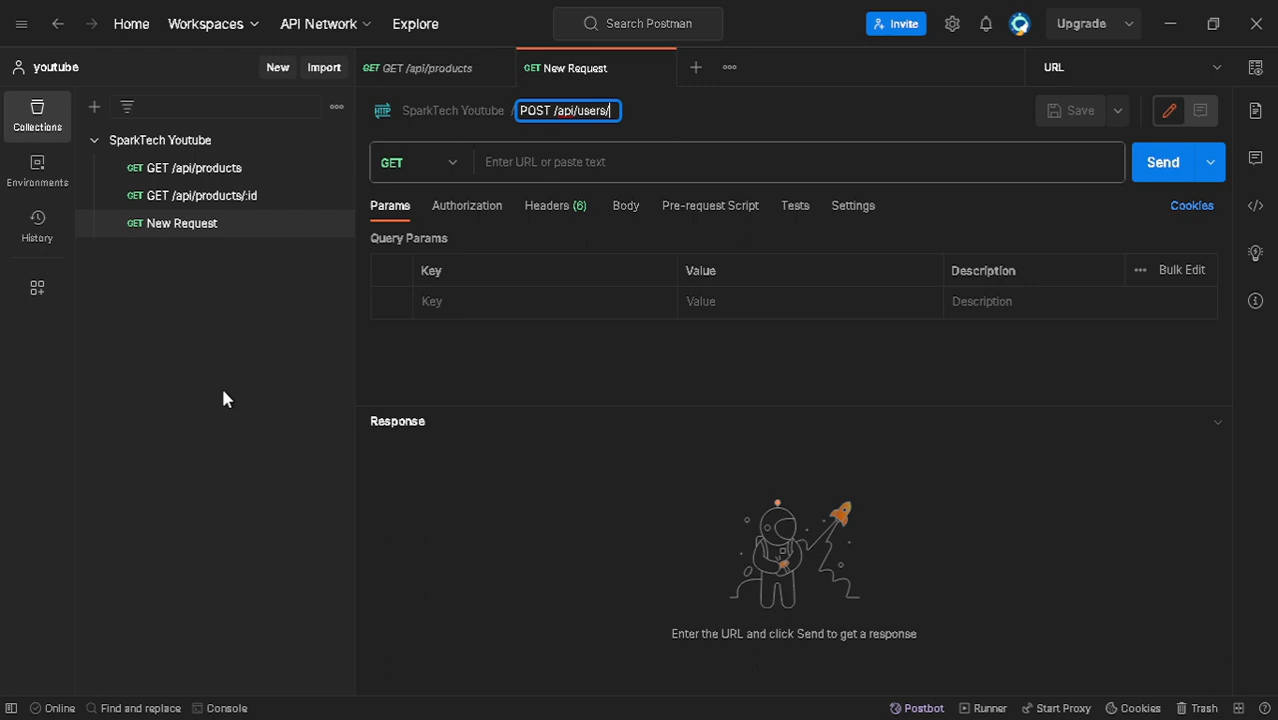 Home Workspaces API Network Explore Search Postman Invite Upgrade
youtube New Import GET GET /api/products GET New Request URL
Collections
Environments
History
SparkTech Youtube
GET GET /api/products
GET GET /api/products/:id
GET New Request
HTTP SparkTech Youtube / POST /api/users/ Save
GET Enter URL or paste text Send
Params Authorization Headers (6) Body Pre-request Script Tests Settings Cookies
Query Params
Key Value Description Bulk Edit
Key Value Description
Response
Enter the URL and click Send to get a response
Online Find and replace Console Postbot Runner Start Proxy Cookies Trash